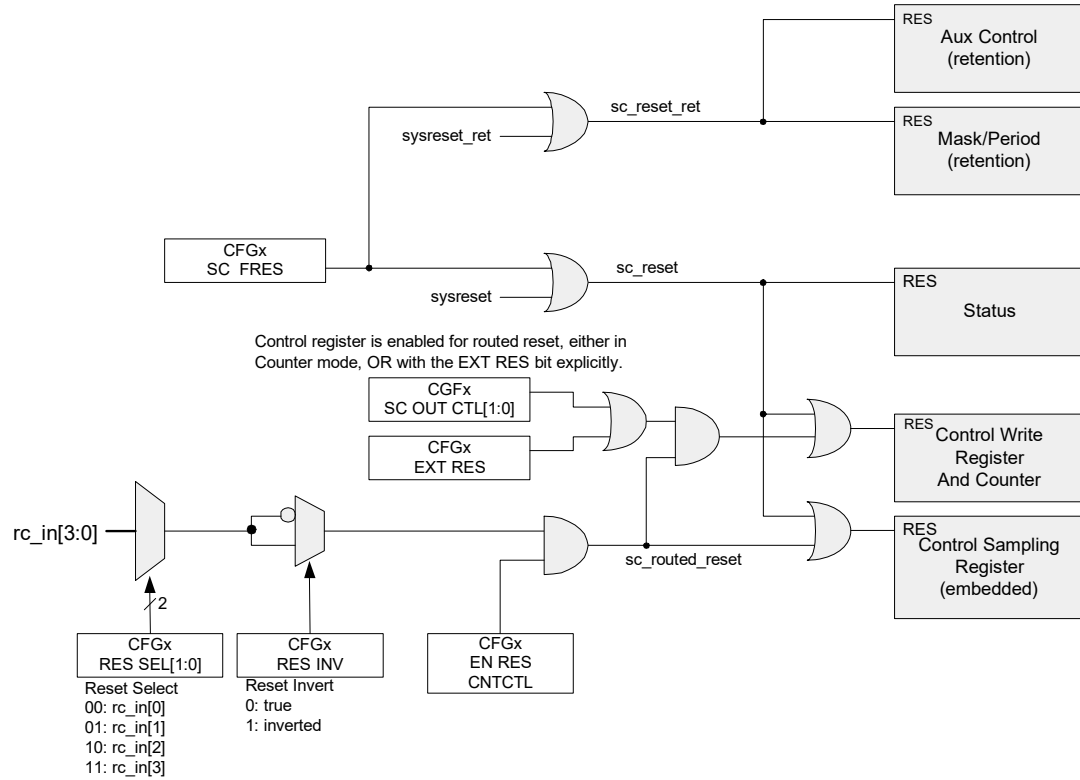 RES
Aux Control
(retention)
sc_reset_ret
RES
Mask/Period
(retention)
sysreset_ret
CFGx
SC FRES
sc_reset
RES
Status
sysreset
Control register is enabled for routed reset, either in
Counter mode, OR with the EXT RES bit explicitly.
CGFx
SC OUT CTL[1:0]
CFGx
EXT RES
RES
Control Write
Register
And Counter
rc_in[3:0]
RES
Control Sampling
Register
(embedded)
sc_routed_reset
2
CFGx
RES SEL[1:0]
CFGx
RES INV
CFGx
EN RES
CNTCTL
Reset Select
00: rc_in[0]
01: rc_in[1]
10: rc_in[2]
11: rc_in[3]
Reset Invert
0: true
1: inverted